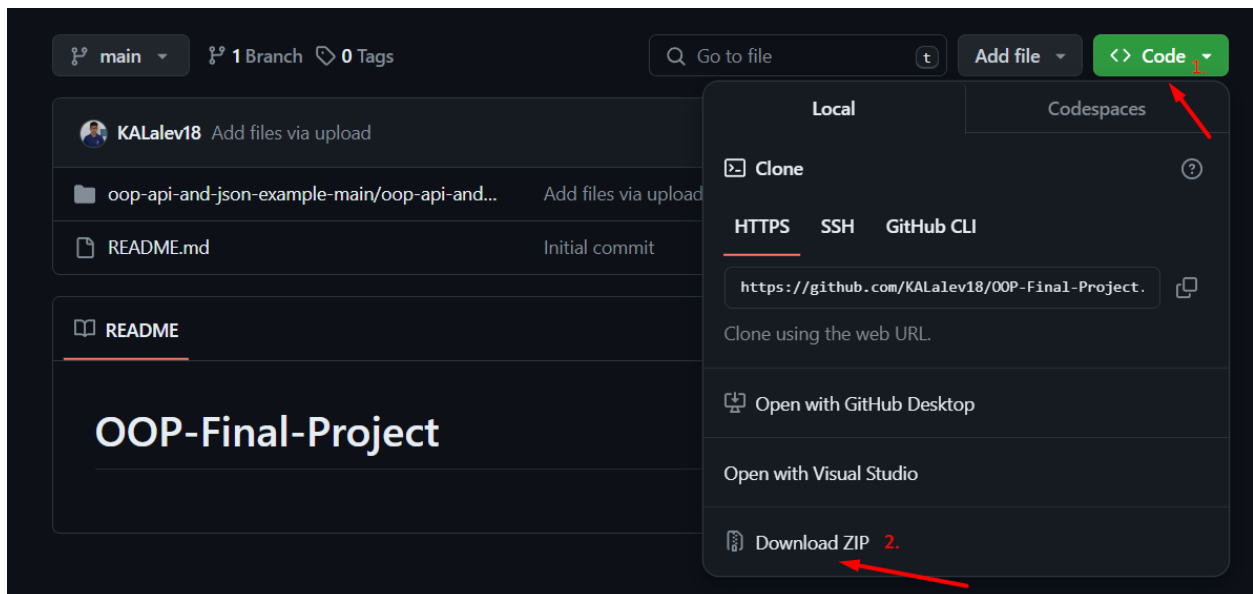 main 1 Branch 0 Tags Go to file t Add file <> Code 1.
KALalev18 Add files via upload
oop-api-and-json-example-main/oop-api-and... Add files via upload
README.md Initial commit
README
OOP-Final-Project
Local Codespaces
Clone ?
HTTPS SSH GitHub CLI
https://github.com/KALalev18/OOP-Final-Project.
Clone using the web URL.
Open with GitHub Desktop
Open with Visual Studio
Download ZIP 2.